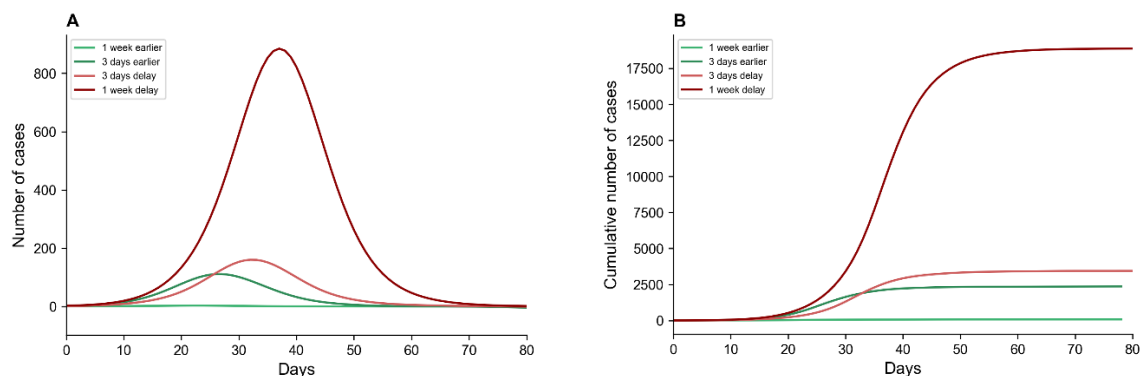 A
1 week earlier
3 days earlier
3 days delay
1 week delay
800
600
400
200
0
Number of cases
0 10 20 30 40 50 60 70 80
Days
B
1 week earlier
3 days earlier
3 days delay
1 week delay
17500
15000
12500
10000
7500
5000
2500
0
Cumulative number of cases
0 10 20 30 40 50 60 70 80
Days